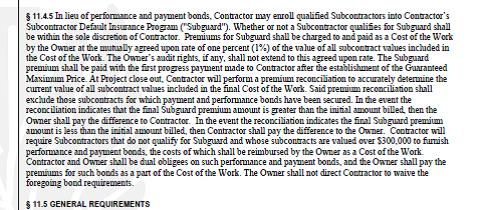 § 11.4.5 In lieu of performance and payment bonds, Contractor may enroll qualified Subcontractors into Contractor's
Subcontractor Default Insurance Program ("Subguard"). Whether or not a Subcontractor qualifies for Subguard shall
be within the sole discretion of Contractor. Premiums for Subguard shall be charged to and paid as a Cost of the Work
by the Owner at the mutually agreed upon rate of one percent (1%) of the value of all subcontract values included in
the Cost of the Work. The Owner's audit rights, if any, shall not extend to this agreed upon rate. The Subguard
premium shall be paid with the first progress payment made to Contractor after the establishment of the Guaranteed
Maximum Price. At Project close out, Contractor will perform a premium reconciliation to accurately determine the
current value of all subcontract values included in the final Cost of the Work. Said premium reconciliation shall
exclude those subcontracts for which payment and performance bonds have been secured. In the event the
reconciliation indicates that the final Subguard premium amount is greater than the initial amount billed, then the
Owner shall pay the difference to Contractor. In the event the reconciliation indicates the final Subguard premium
amount is less than the initial amount billed, then Contractor shall pay the difference to the Owner. Contractor will
require Subcontractors that do not qualify for Subguard and whose subcontracts are valued over $300,000 to furnish
performance and payment bonds, the costs of which shall be reimbursed by the Owner as a Cost of the Work.
Contractor and Owner shall be dual obligees on such performance and payment bonds, and the Owner shall pay the
premiums for such bonds as a part of the Cost of the Work. The Owner shall not direct Contractor to waive the
foregoing bond requirements.
§ 11.5 GENERAL REQUIREMENTS